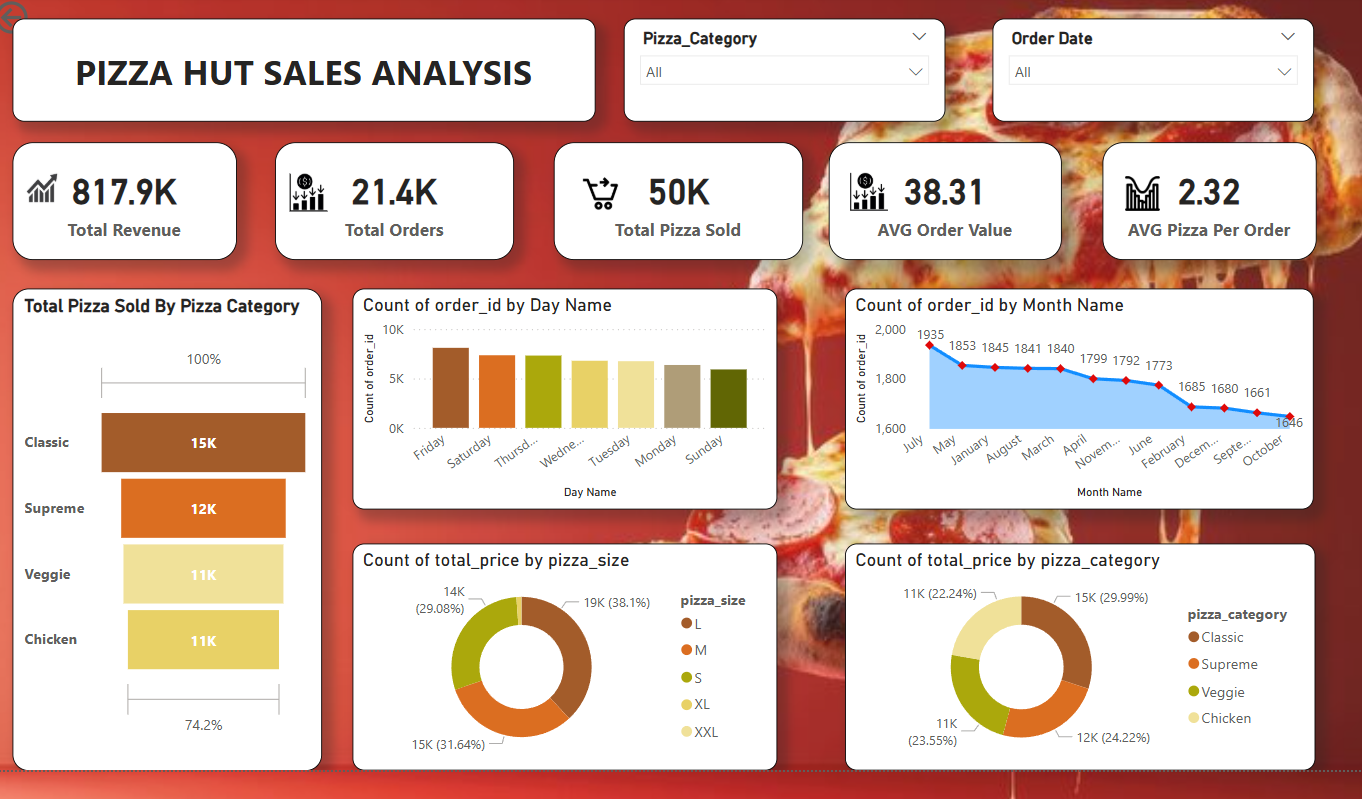 PIZZA HUT SALES ANALYSIS
Pizza_Category
All
Order Date
All
817.9K
Total Revenue
21.4K
Total Orders
50K
Total Pizza Sold
38.31
AVG Order Value
2.32
AVG Pizza Per Order
Total Pizza Sold By Pizza Category
100%
Classic
15K
Supreme
12K
Veggie
11K
Chicken
11K
74.2%
Count of order_id by Day Name
Count of order_id
10K
5K
0K
Friday
Saturday
Thursd...
Wedne...
Tuesday
Monday
Sunday
Day Name
Count of order_id by Month Name
Count of order_id
2,000
1,800
1,600
1935
1853
1845
1841
1840
1799
1792
1773
1685
1680
1661
1646
July
May
January
August
March
April
Novem...
June
February
Decem...
Septe...
October
Month Name
Count of total_price by pizza_size
14K
(29.08%)
19K (38.1%)
15K (31.64%)
pizza_size
L
M
S
XL
XXL
Count of total_price by pizza_category
11K (22.24%)
15K (29.99%)
11K
(23.55%)
12K (24.22%)
pizza_category
Classic
Supreme
Veggie
Chicken